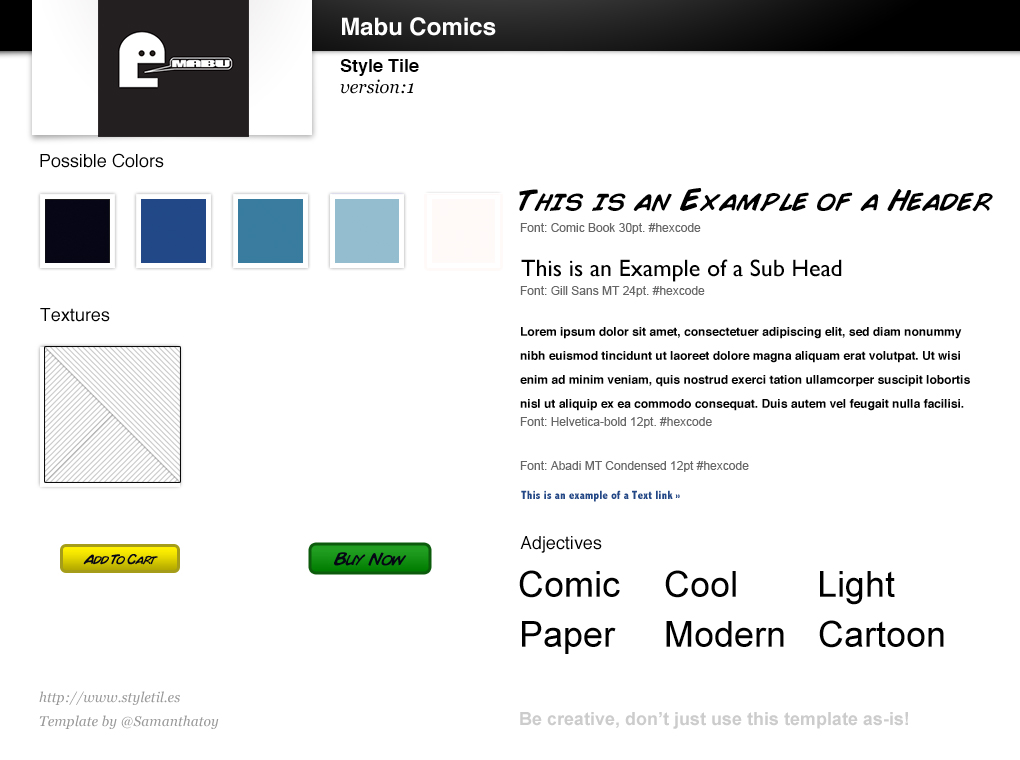 Mabu Comics
MABU
Style Tile
version:1
Possible Colors
This is an Example of a Header
Font: Comic Book 30pt. #hexcode
This is an Example of a Sub Head
Font: Gill Sans MT 24pt. #hexcode
Textures
Lorem ipsum dolor sit amet, consectetuer adipiscing elit, sed diam nonummy
nibh euismod tincidunt ut laoreet dolore magna aliquam erat volutpat. Ut wisi
enim ad minim veniam, quis nostrud exerci tation ullamcorper suscipit lobortis
nisl ut aliquip ex ea commodo consequat. Duis autem vel feugait nulla facilisi.
Font: Helvetica-bold 12pt. #hexcode
Font: Abadi MT Condensed 12pt #hexcode
This is an example of a Text link »
Add To Cart
Buy Now
Adjectives
Comic Cool Light
Paper Modern Cartoon
http://www.styletil.es
Template by @Samanthatoy
Be creative, don’t just use this template as-is!